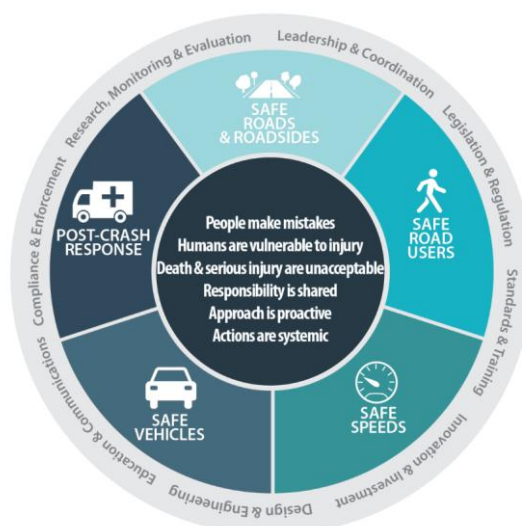 Leadership & Coordination
Legislation & Regulation
Standards & Training
Innovation & Investment
Design & Engineering
Education & Communications
Compliance & Enforcement
Research, Monitoring & Evaluation
SAFE
ROADS
& ROADSIDES
SAFE
ROAD
USERS
SAFE
SPEEDS
SAFE
VEHICLES
POST-CRASH
RESPONSE
People make mistakes
Humans are vulnerable to injury
Death & serious injury are unacceptable
Responsibility is shared
Approach is proactive
Actions are systemic